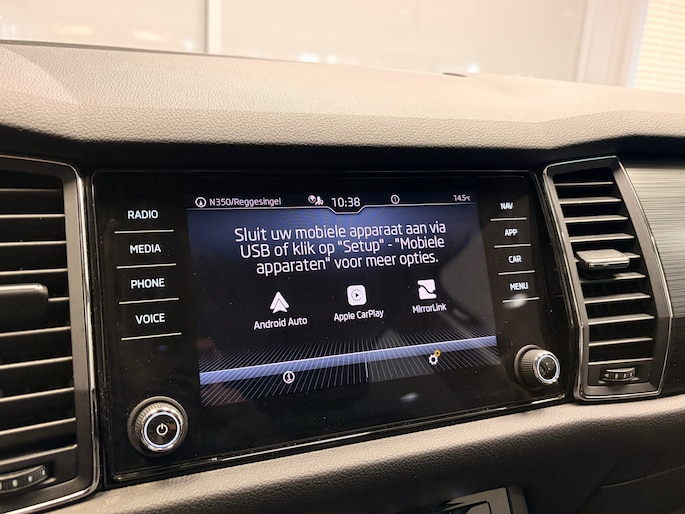 N350/Reggesingel 10:38 14.5°C
RADIO
MEDIA
PHONE
VOICE
Sluit uw mobiele apparaat aan via
USB of klik op "Setup" - "Mobiele
apparaten" voor meer opties.
Android Auto Apple CarPlay MirrorLink
NAV
APP
CAR
MENU